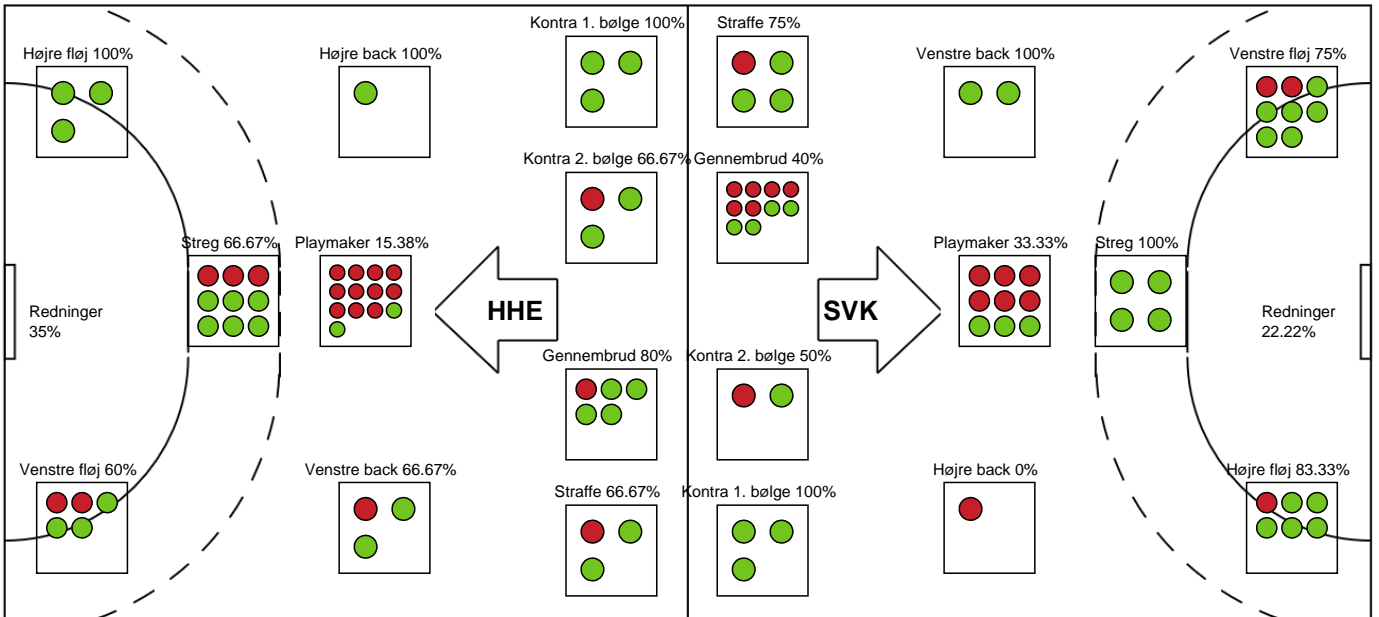 Kontra 1. bølge 100%
Straffe 75%
Højre fløj 100%
Højre back 100%
Venstre back 100%
Venstre fløj 75%
Kontra 2. bølge 66.67%
Gennembrud 40%
Streg 66.67%
Playmaker 15.38%
Playmaker 33.33%
Streg 100%
Redninger
35%
HHE
SVK
Redninger
22.22%
Gennembrud 80%
Kontra 2. bølge 50%
Venstre fløj 60%
Venstre back 66.67%
Højre back 0%
Højre fløj 83.33%
Straffe 66.67%
Kontra 1. bølge 100%